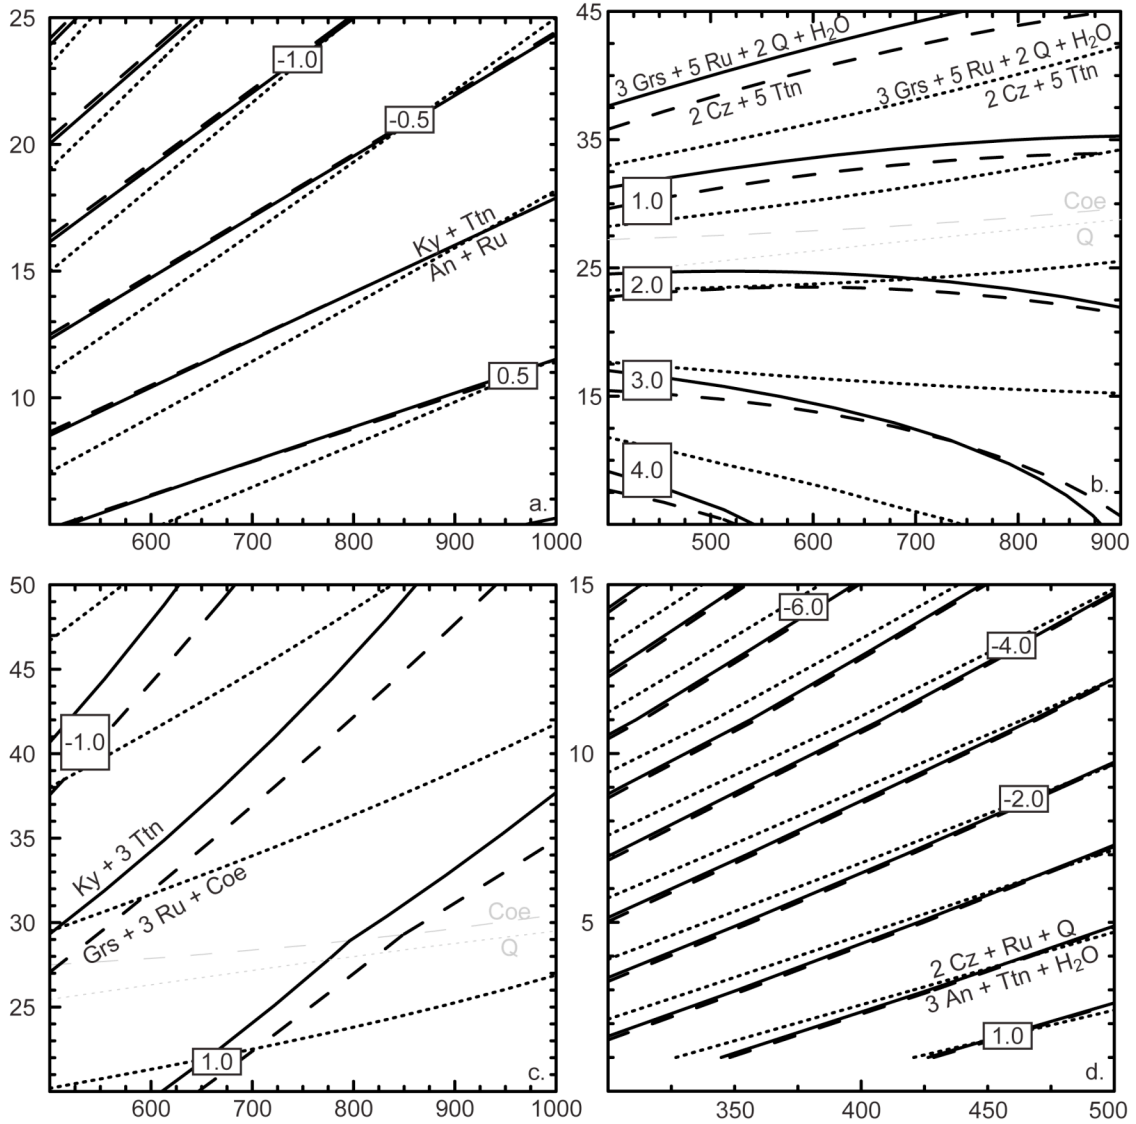 25
20
15
10
600
700
800
900
1000
-1.0
-0.5
Ky + Ttn
An + Ru
0.5
a.
45
35
25
15
500
600
700
800
900
3 Grs + 5 Ru + 2 Q + H₂O
2 Cz + 5 Ttn
3 Grs + 5 Ru + 2 Q + H₂O
2 Cz + 5 Ttn
1.0
Coe
Q
2.0
3.0
4.0
b.
50
45
40
35
30
25
600
700
800
900
1000
-1.0
Ky + 3 Ttn
Grs + 3 Ru + Coe
Coe
Q
1.0
c.
15
10
5
350
400
450
500
-6.0
-4.0
-2.0
2 Cz + Ru + Q
3 An + Ttn + H₂O
1.0
d.